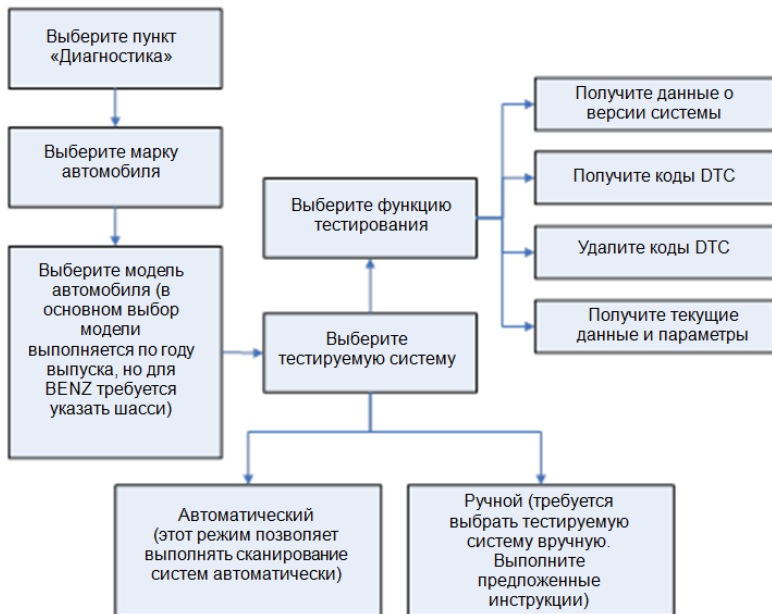 Выберите пункт
«Диагностика»
Выберите марку
автомобиля
Выберите модель
автомобиля (в
основном выбор
модели
выполняется по году
выпуска, но для
BENZ требуется
указать шасси)
Выберите
тестируемую систему
Выберите функцию
тестирования
Получите данные о
версии системы
Получите коды DTC
Удалите коды DTC
Получите текущие
данные и параметры
Автоматический
(этот режим позволяет
выполнять сканирование
систем автоматически)
Ручной (требуется
выбрать тестируемую
систему вручную.
Выполните
предложенные
инструкции)